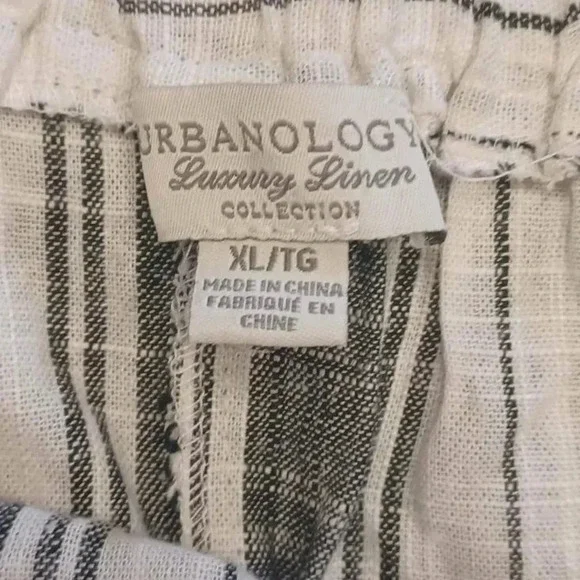 URBANOLOGY
Luxury Linen
COLLECTION
XL/TG
MADE IN CHINA
FABRIQUÉ EN
CHINE